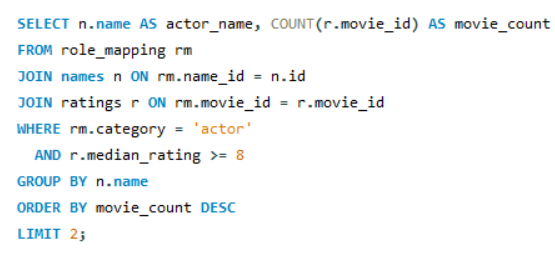 SELECT n.name AS actor_name, COUNT(r.movie_id) AS movie_count
FROM role_mapping rm
JOIN names n ON rm.name_id = n.id
JOIN ratings r ON rm.movie_id = r.movie_id
WHERE rm.category = 'actor'
  AND r.median_rating >= 8
GROUP BY n.name
ORDER BY movie_count DESC
LIMIT 2;